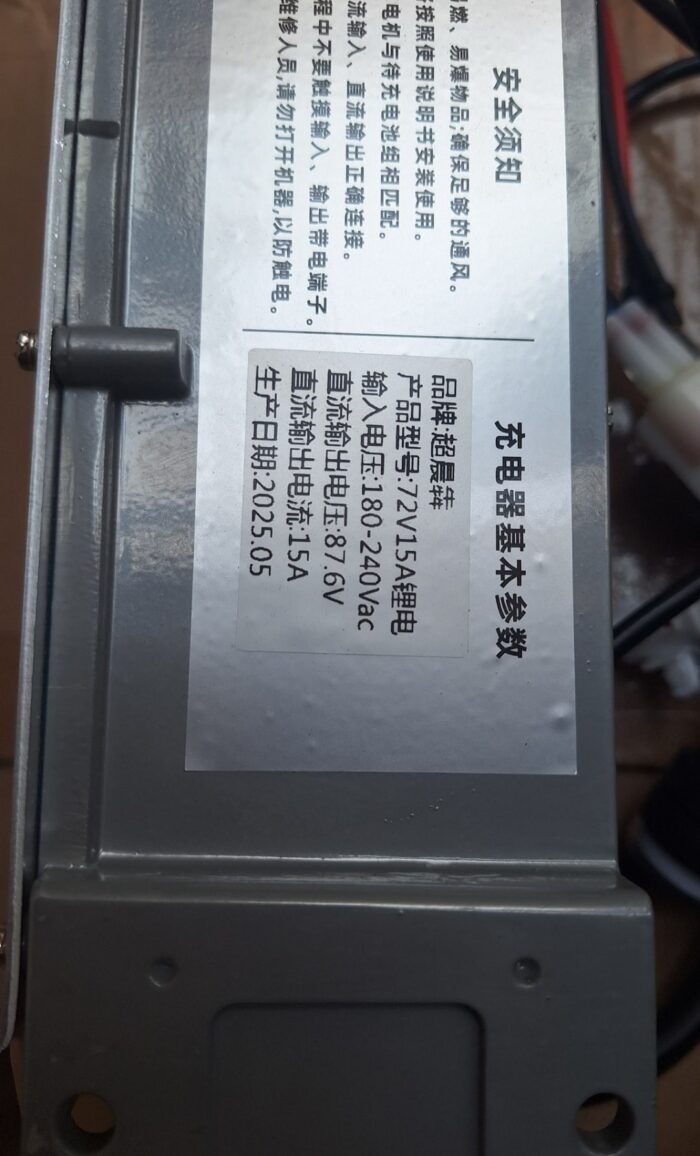 安全须知
燃、易爆物品;确保足够的通风。
按照使用说明书安装使用。
电机与待充电池组相匹配。
流输入、直流输出正确连接。
程中不要触摸输入、输出带电端子。
维修人员,请勿打开机器,以防触电。
充电器基本参数
品牌:超晨犇
产品型号:72V15A锂电
输入电压:180-240Vac
直流输出电压:87.6V
直流输出电流:15A
生产日期:2025.05